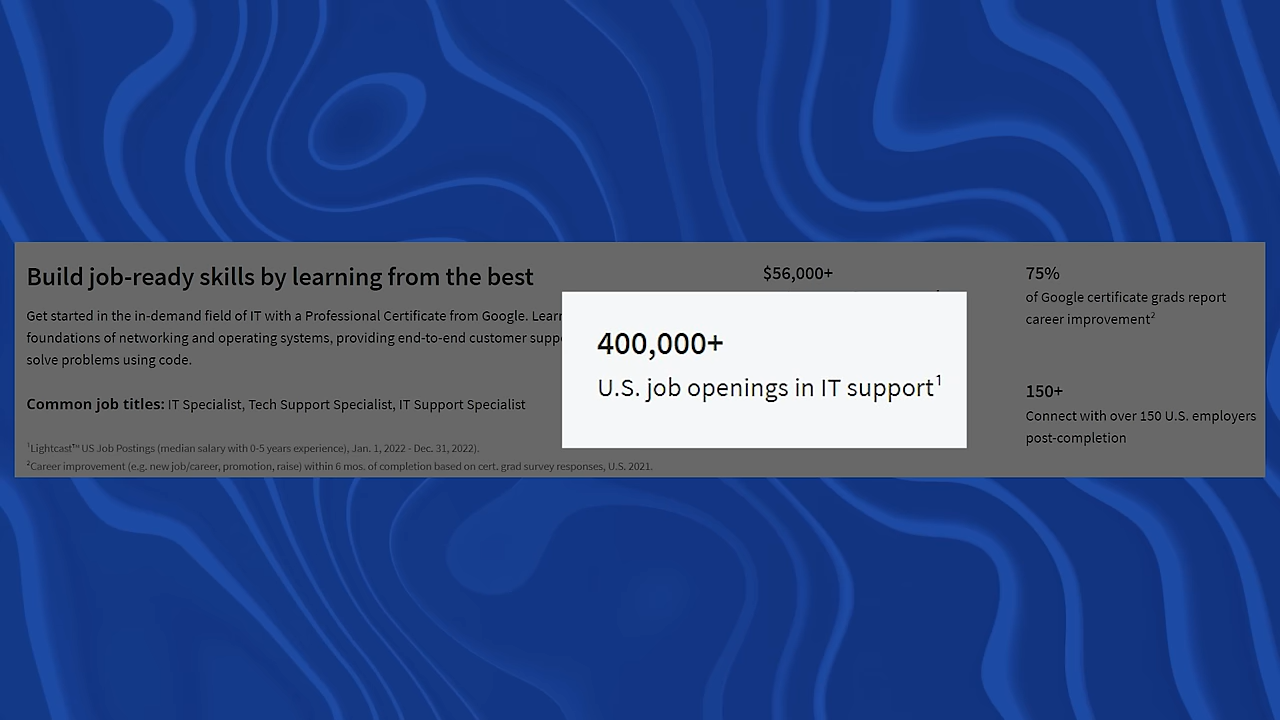 Build job-ready skills by learning from the best
Get started in the in-demand field of IT with a Professional Certificate from Google. Learn
foundations of networking and operating systems, providing end-to-end customer
solve problems using code.
Common job titles: IT Specialist, Tech Support Specialist, IT Support Specialist
¹Lightcast™ US Job Postings (median salary with 0-5 years experience), Jan. 1, 2022 - Dec. 31, 2022).
²Career improvement (e.g. new job/career, promotion, raise) within 6 mos. of completion based on cert. grad survey responses, U.S. 2021.
$56,000+
400,000+
U.S. job openings in IT support¹
75%
of Google certificate grads report
career improvement²
150+
Connect with over 150 U.S. employers
post-completion